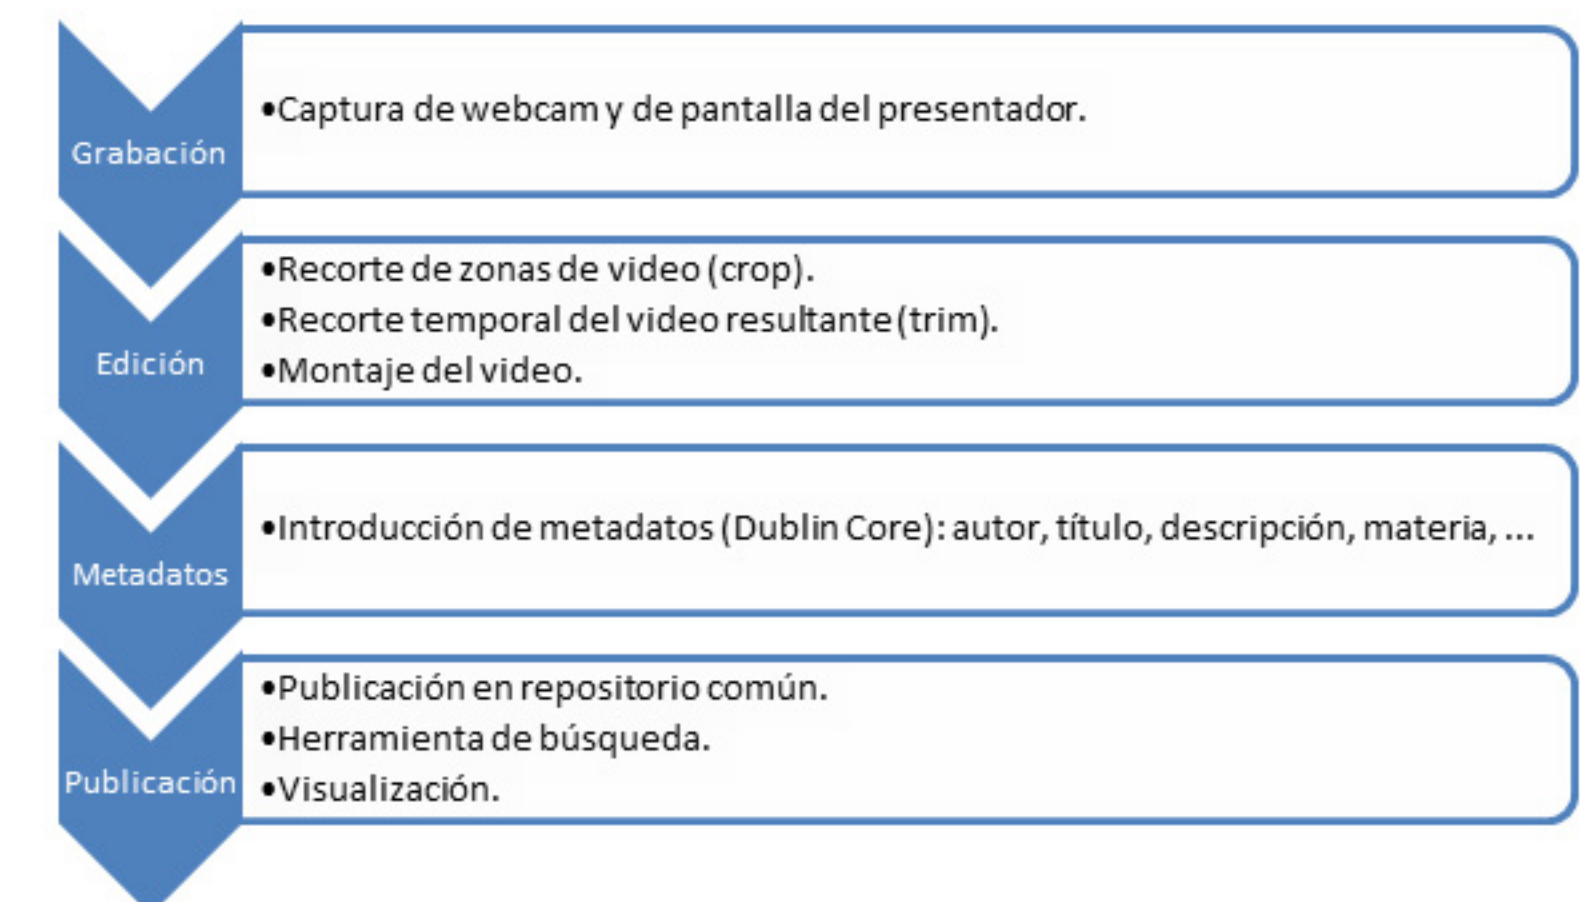 Grabación
•Captura de webcam y de pantalla del presentador.
Edición
•Recorte de zonas de video (crop).
•Recorte temporal del video resultante (trim).
•Montaje del video.
Metadatos
•Introducción de metadatos (Dublin Core): autor, título, descripción, materia, ...
Publicación
•Publicación en repositorio común.
•Herramienta de búsqueda.
•Visualización.